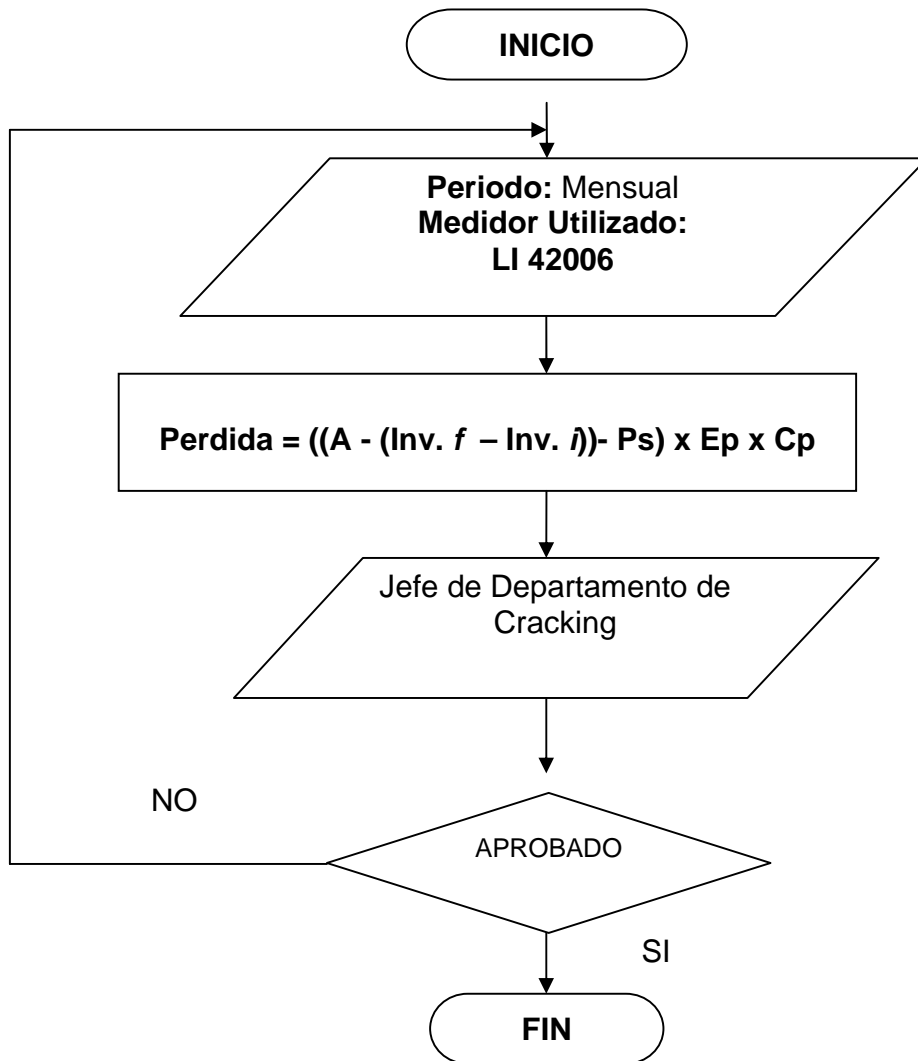 INICIO
Periodo: Mensual
Medidor Utilizado:
LI 42006
Perdida = ((A - (Inv. f – Inv. i))- Ps) x Ep x Cp
Jefe de Departamento de
Cracking
NO
APROBADO
SI
FIN